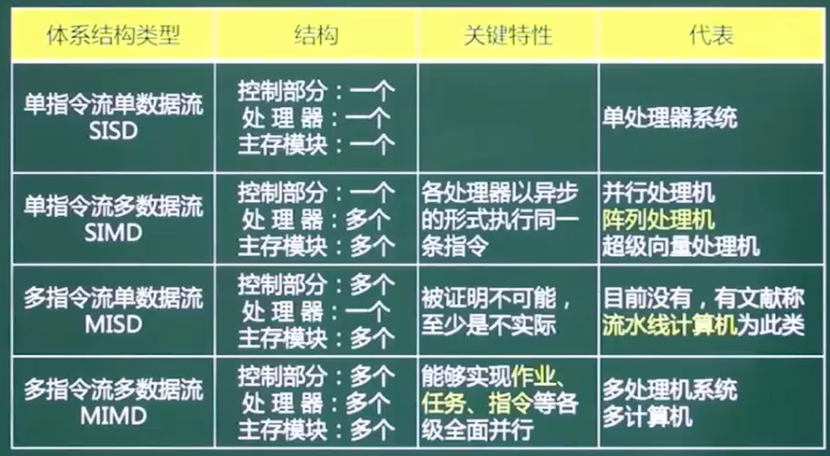 体系结构类型
结构
关键特性
代表
单指令流单数据流
SISD
控制部分：一个
处 理 器：一个
主存模块：一个
单处理器系统
单指令流多数据流
SIMD
控制部分：一个
处 理 器：多个
主存模块：多个
各处理器以异步
的形式执行同一
条指令
并行处理机
阵列处理机
超级向量处理机
多指令流单数据流
MISD
控制部分：多个
处 理 器：一个
主存模块：多个
被证明不可能，
至少是不实际
目前没有，有文献称
流水线计算机为此类
多指令流多数据流
MIMD
控制部分：多个
处 理 器：多个
主存模块：多个
能够实现作业、
任务、指令等各
级全面并行
多处理机系统
多计算机